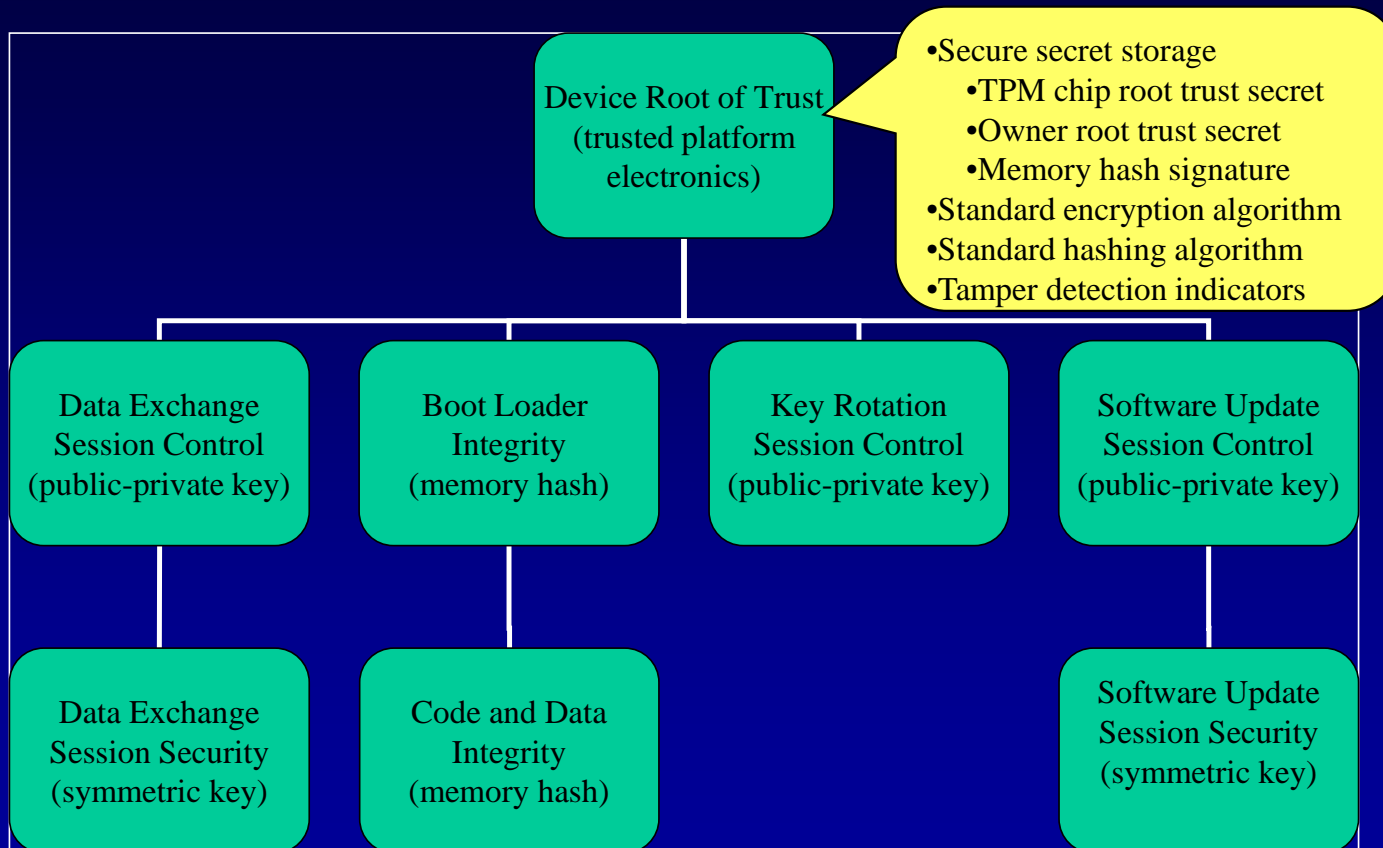 Device Root of Trust
(trusted platform
electronics)
•Secure secret storage
•TPM chip root trust secret
•Owner root trust secret
•Memory hash signature
•Standard encryption algorithm
•Standard hashing algorithm
•Tamper detection indicators
Data Exchange
Session Control
(public-private key)
Boot Loader
Integrity
(memory hash)
Key Rotation
Session Control
(public-private key)
Software Update
Session Control
(public-private key)
Data Exchange
Session Security
(symmetric key)
Code and Data
Integrity
(memory hash)
Software Update
Session Security
(symmetric key)